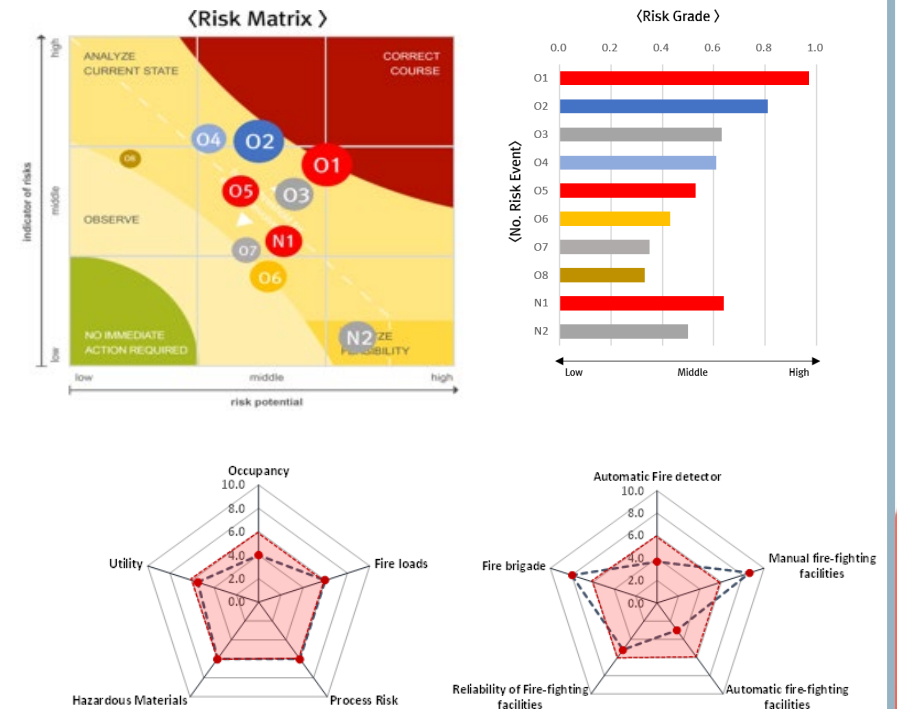 〈Risk Matrix 〉
high
middle
low
indicator of risks
ANALYZE
CURRENT STATE
CORRECT
COURSE
O4
O2
O8
O1
O5
O3
OBSERVE
N1
O7
O6
NO IMMEDIATE
ACTION REQUIRED
N2
low
middle
high
risk potential
〈Risk Grade 〉
0.0
0.2
0.4
0.6
0.8
1.0
〈No. Risk Event〉
O1
O2
O3
O4
O5
O6
O7
O8
N1
N2
Low
Middle
High
Occupancy
10.0
8.0
6.0
4.0
2.0
0.0
Utility
Fire loads
Hazardous Materials
Process Risk
Automatic Fire detector
10.0
8.0
6.0
4.0
2.0
0.0
Fire brigade
Manual fire-fighting
facilities
Reliability of Fire-fighting
facilities
Automatic fire-fighting
facilities